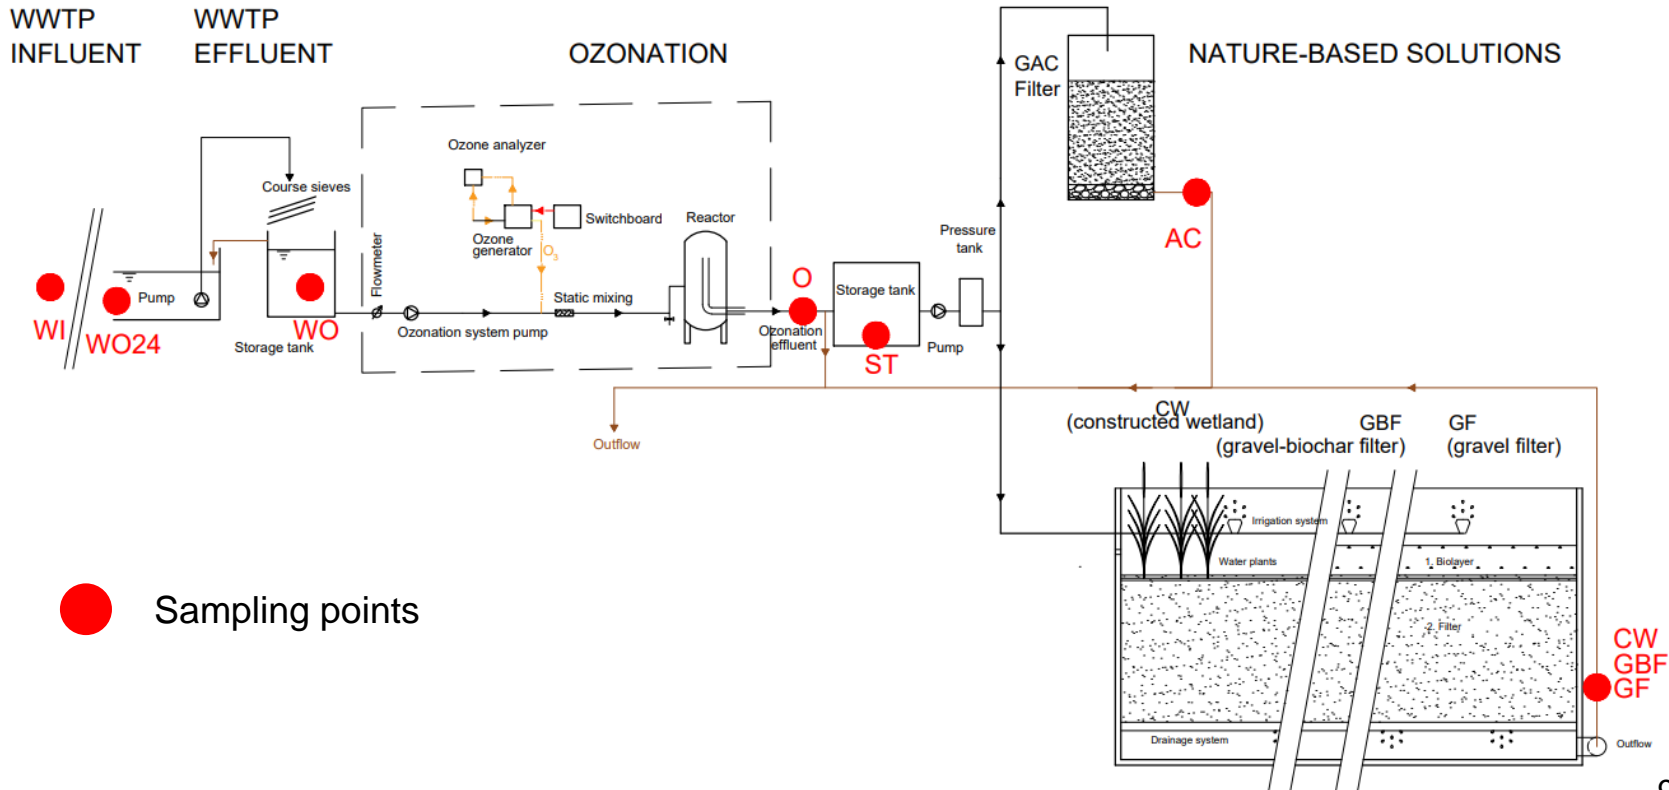 WWTP
INFLUENT
WWTP
EFFLUENT
OZONATION
NATURE-BASED SOLUTIONS
GAC
Filter
Ozone analyzer
Course sieves
Switchboard
Reactor
Ozone
generator
O3
Flowmeter
Static mixing
Pump
Ozonation system pump
Storage tank
WI
WO24
WO
O
Ozonation
effluent
Storage tank
ST
Pump
Pressure
tank
AC
Outflow
CW
(constructed wetland)
GBF
(gravel-biochar filter)
GF
(gravel filter)
Irrigation system
Water plants
1. Biolayer
2. Filter
Drainage system
CW
GBF
GF
Outflow
Sampling points